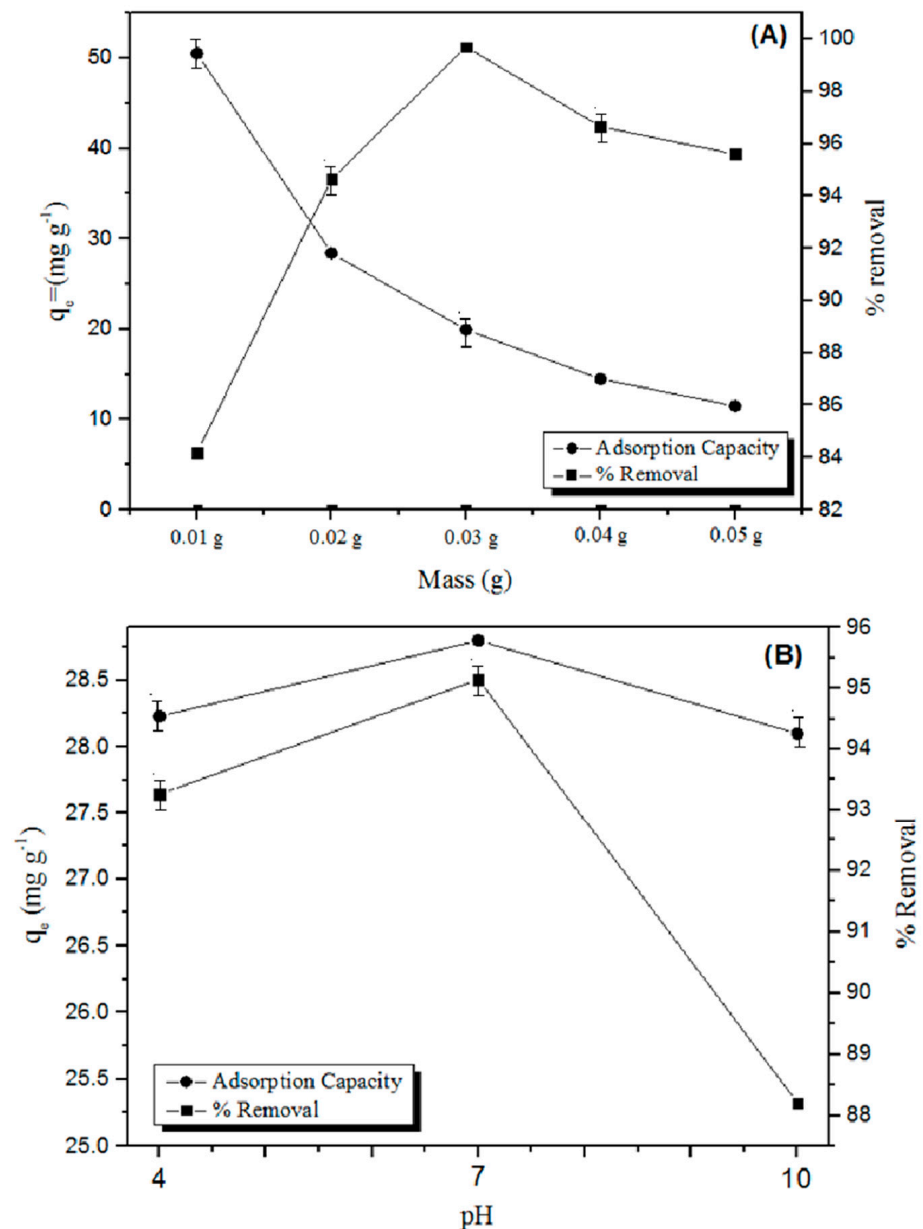 (A)
50
40
30
20
10
0
qe=(mg g-1)
100
98
96
94
92
90
88
86
84
82
% removal
Adsorption Capacity
% Removal
0.01 g 0.02 g 0.03 g 0.04 g 0.05 g
Mass (g)
(B)
28.5
28.0
27.5
27.0
26.5
26.0
25.5
25.0
qe (mg g-1)
96
95
94
93
92
91
90
89
88
% Removal
Adsorption Capacity
% Removal
4 7 10
pH